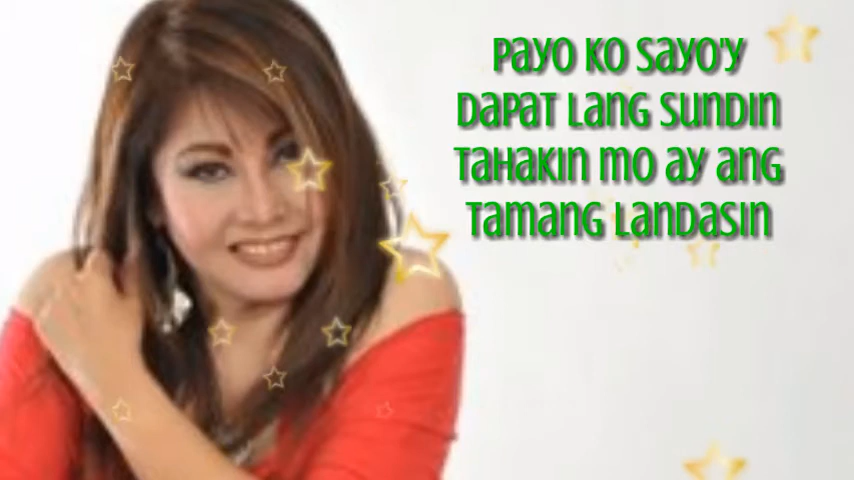 Payo ko sayo'y
dapat lang sundin
tahakin mo ay ang
tamang landasin